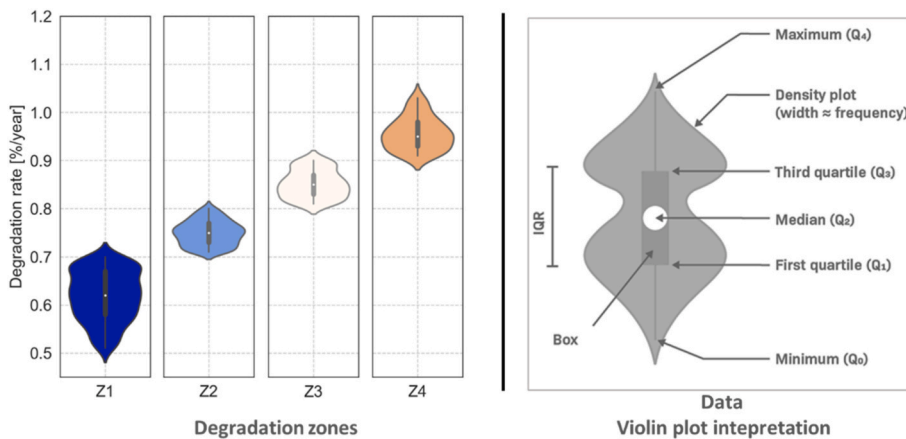 1.2
1.1
1.0
0.9
0.8
0.7
0.6
0.5
Degradation rate [%/year]
Z1
Z2
Z3
Z4
Degradation zones
Maximum (Q₄)
Density plot
(width ≈ frequency)
Third quartile (Q₃)
IQR
Median (Q₂)
First quartile (Q₁)
Box
Minimum (Q₀)
Data
Violin plot intepretation